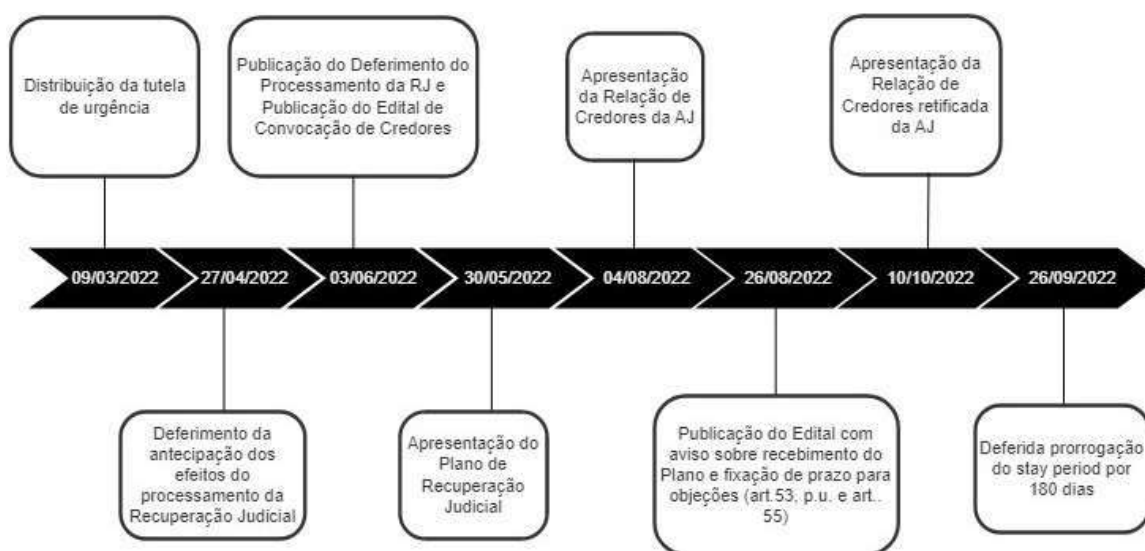 Distribuição da tutela
de urgência
Publicação do Deferimento do
Processamento da RJ e
Publicação do Edital de
Convocação de Credores
Apresentação
da Relação de
Credores da AJ
Apresentação da
Relação de
Credores retificada
da AJ
09/03/2022
27/04/2022
03/06/2022
30/05/2022
04/08/2022
26/08/2022
10/10/2022
26/09/2022
Deferimento da
antecipação dos
efeitos do
processamento da
Recuperação Judicial
Apresentação do
Plano de
Recuperação
Judicial
Publicação do Edital com
aviso sobre recebimento do
Plano e fixação de prazo para
objeções (art.53, p.u. e art..
55)
Deferida prorrogação
do stay period por
180 dias